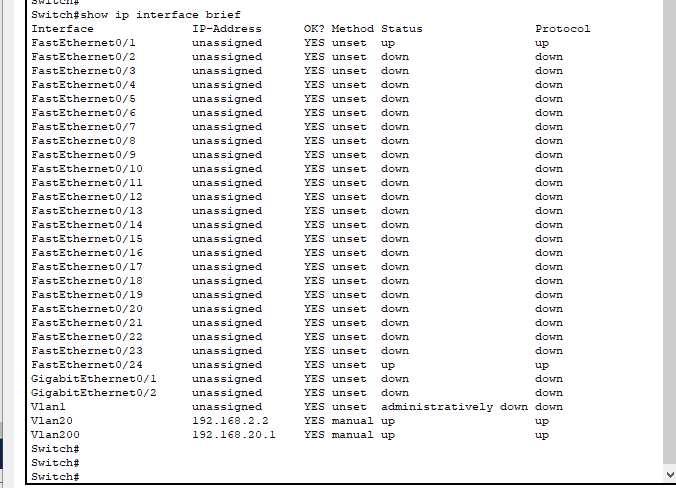 Switch#
Switch#show ip interface brief
Interface              IP-Address      OK? Method Status                Protocol
FastEthernet0/1        unassigned      YES unset  up                    up
FastEthernet0/2        unassigned      YES unset  down                  down
FastEthernet0/3        unassigned      YES unset  down                  down
FastEthernet0/4        unassigned      YES unset  down                  down
FastEthernet0/5        unassigned      YES unset  down                  down
FastEthernet0/6        unassigned      YES unset  down                  down
FastEthernet0/7        unassigned      YES unset  down                  down
FastEthernet0/8        unassigned      YES unset  down                  down
FastEthernet0/9        unassigned      YES unset  down                  down
FastEthernet0/10       unassigned      YES unset  down                  down
FastEthernet0/11       unassigned      YES unset  down                  down
FastEthernet0/12       unassigned      YES unset  down                  down
FastEthernet0/13       unassigned      YES unset  down                  down
FastEthernet0/14       unassigned      YES unset  down                  down
FastEthernet0/15       unassigned      YES unset  down                  down
FastEthernet0/16       unassigned      YES unset  down                  down
FastEthernet0/17       unassigned      YES unset  down                  down
FastEthernet0/18       unassigned      YES unset  down                  down
FastEthernet0/19       unassigned      YES unset  down                  down
FastEthernet0/20       unassigned      YES unset  down                  down
FastEthernet0/21       unassigned      YES unset  down                  down
FastEthernet0/22       unassigned      YES unset  down                  down
FastEthernet0/23       unassigned      YES unset  down                  down
FastEthernet0/24       unassigned      YES unset  up                    up
GigabitEthernet0/1     unassigned      YES unset  down                  down
GigabitEthernet0/2     unassigned      YES unset  down                  down
Vlan1                  unassigned      YES unset  administratively down down
Vlan20                 192.168.2.2     YES manual up                    up
Vlan200                192.168.20.1    YES manual up                    up
Switch#
Switch#
Switch#